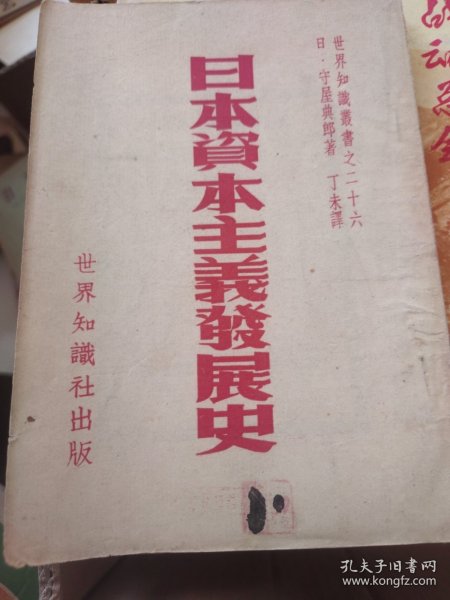 世界知識叢書之二十六
日·守屋典郎著 丁未譯
日本資本主義發展史
世界知識社出版
孔夫子旧书网
www.kongfz.com